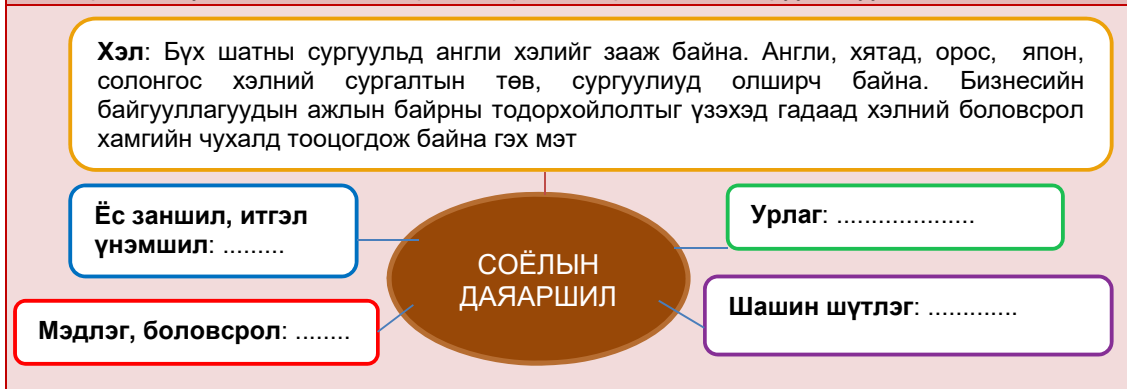 Хэл: Бүх шатны сургуульд англи хэлийг зааж байна. Англи, хятад, орос, япон,
солонгос хэлний сургалтын төв, сургуулиуд олширч байна. Бизнесийн
байгууллагуудын ажлын байрны тодорхойлолтыг үзэхэд гадаад хэлний боловсрол
хамгийн чухалд тооцогдож байна гэх мэт
Ёс заншил, итгэл
үнэмшил: .........
Урлаг: ....................
СОЁЛЫН
ДАЯАРШИЛ
Мэдлэг, боловсрол: ........
Шашин шүтлэг: .............